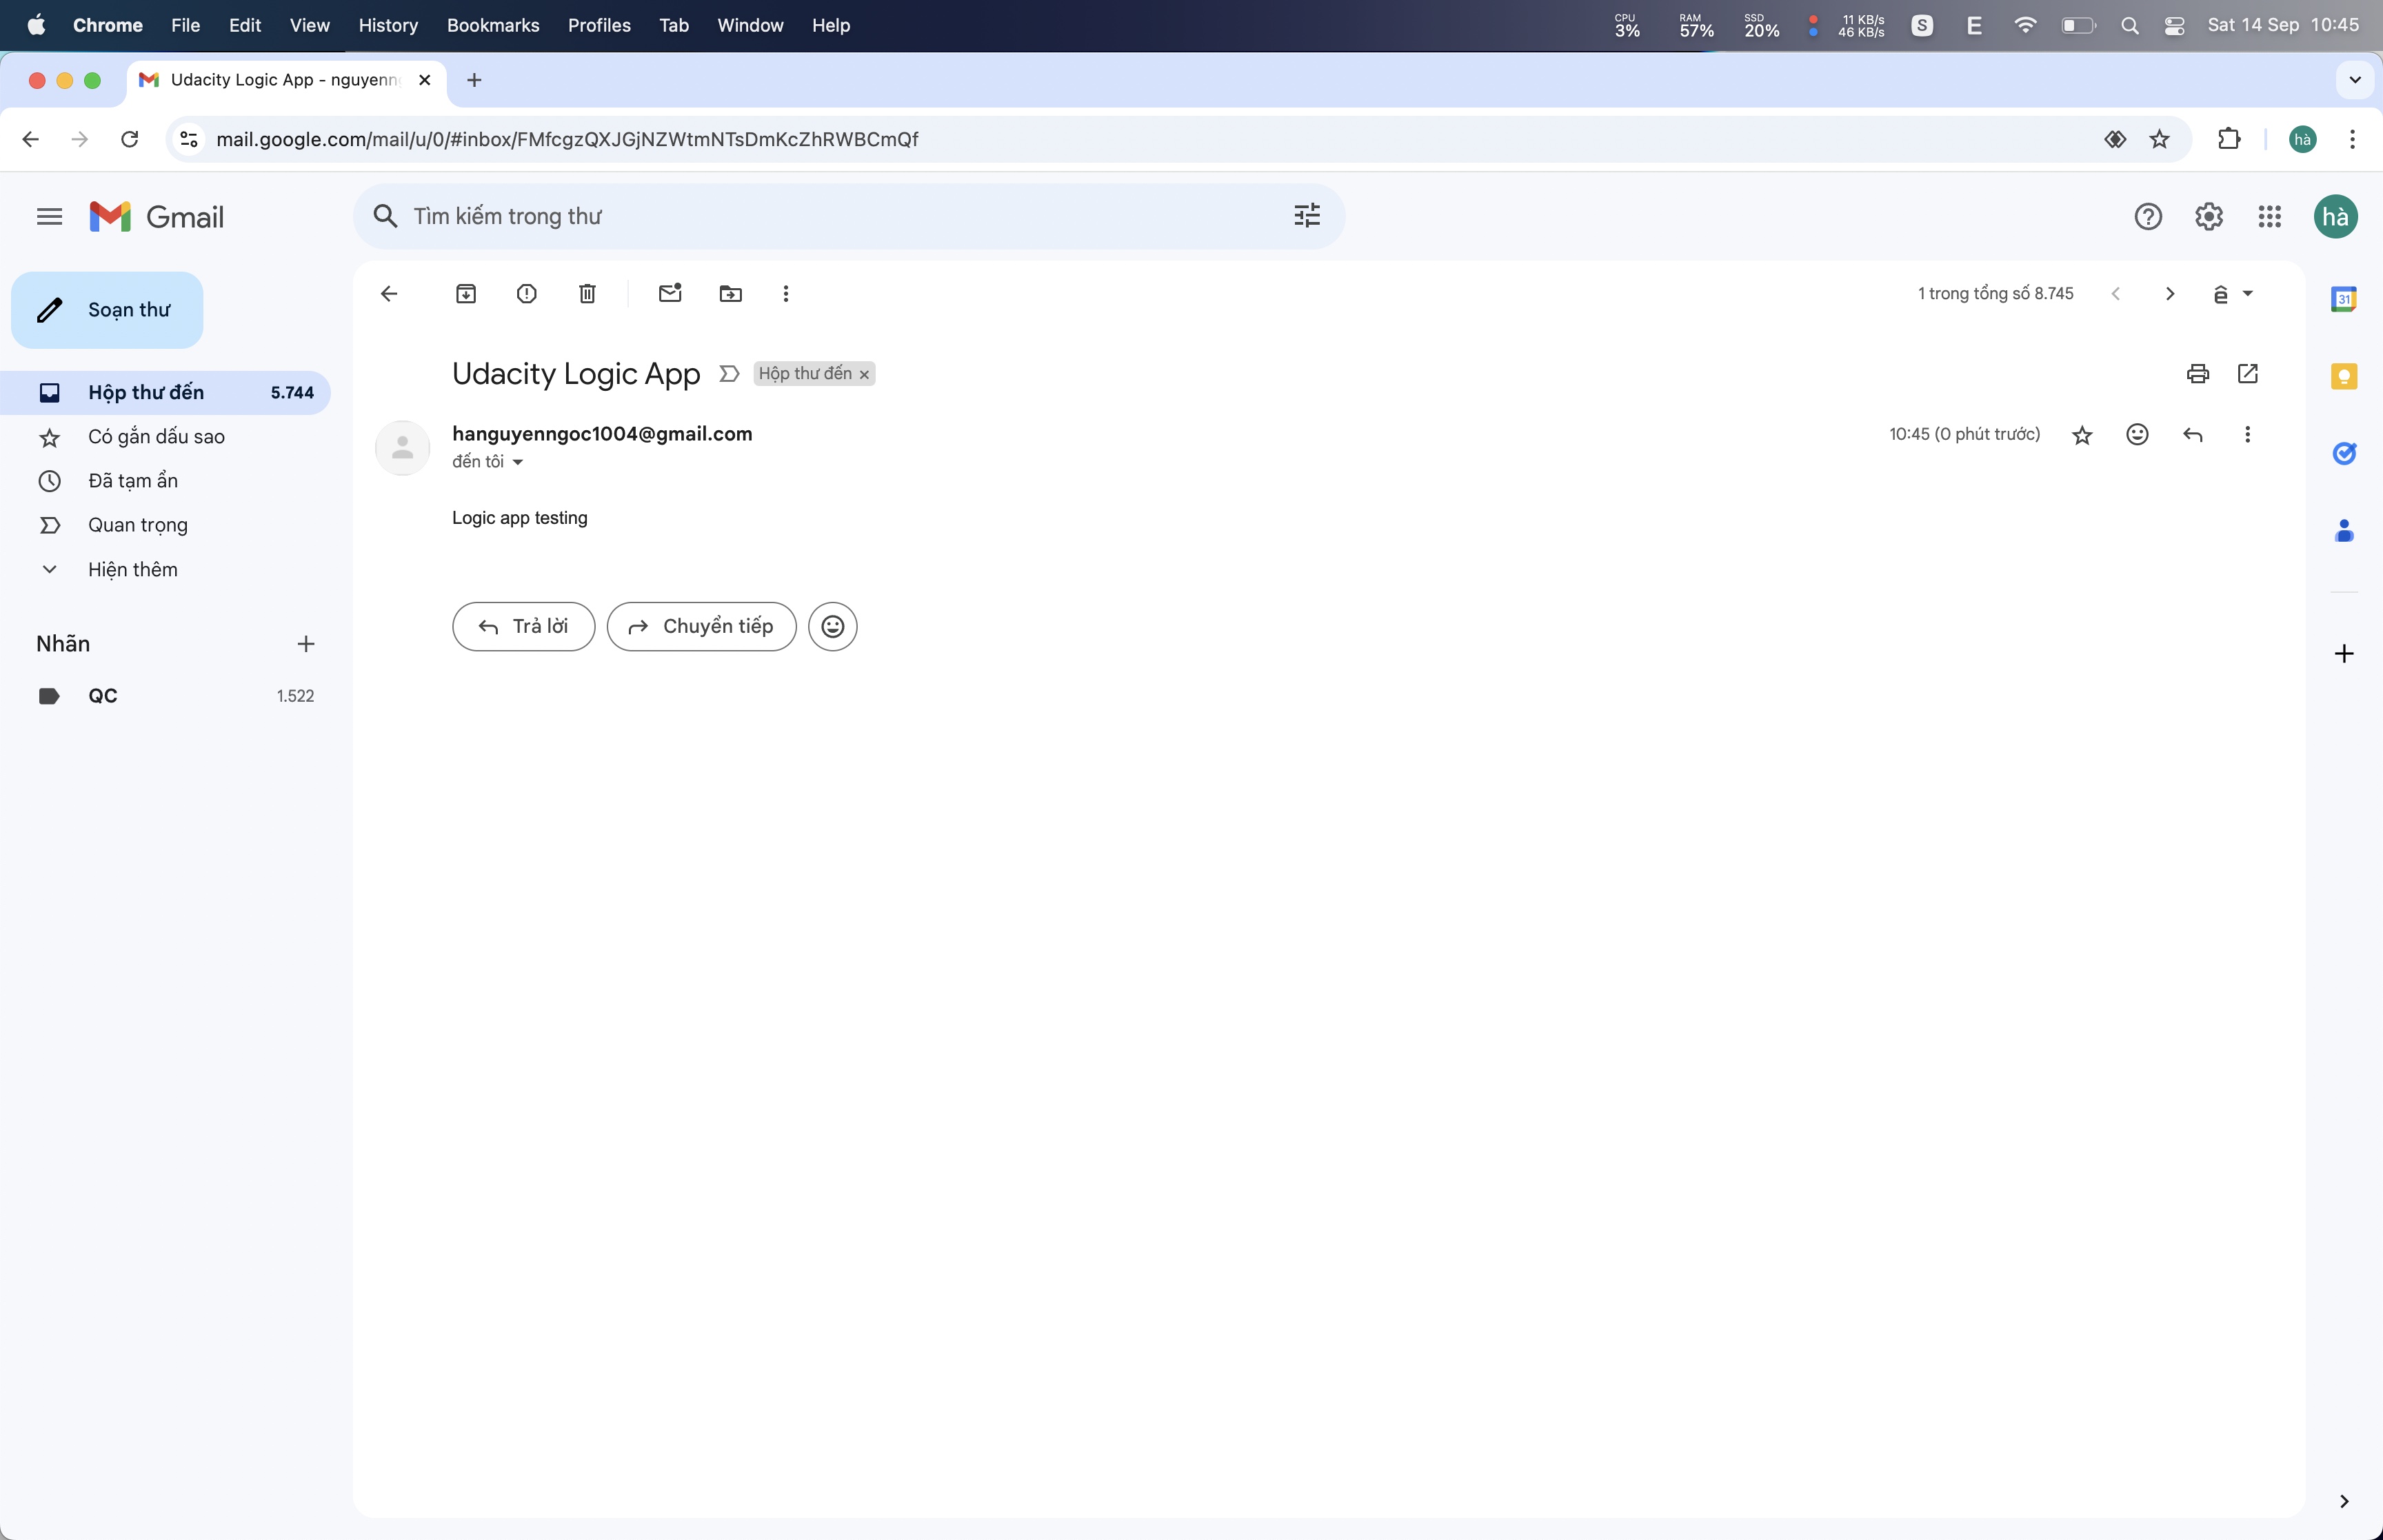 Chrome File Edit View History Bookmarks Profiles Tab Window Help
CPU 3% RAM 57% SSD 20% 11 KB/s 46 KB/s S E Sat 14 Sep 10:45
Udacity Logic App - nguyenn
mail.google.com/mail/u/0/#inbox/FMfcgzQXJGjNZWtmNTsDmKcZhRWBCmQf
hà
Gmail
Tìm kiếm trong thư
hà
Soạn thư
1 trong tổng số 8.745
ê
31
Hộp thư đến 5.744
Có gắn dấu sao
Đã tạm ẩn
Quan trọng
Hiện thêm
Nhãn
QC 1.522
Udacity Logic App
Hộp thư đến
hanguyenngoc1004@gmail.com
10:45 (0 phút trước)
đến tôi
Logic app testing
Trả lời
Chuyển tiếp